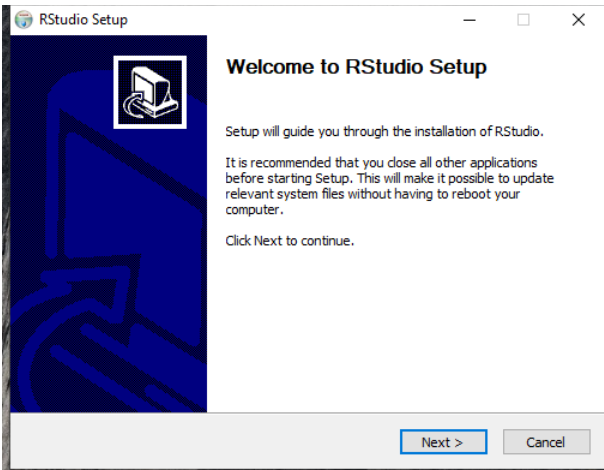 RStudio Setup
Welcome to RStudio Setup
Setup will guide you through the installation of RStudio.
It is recommended that you close all other applications
before starting Setup. This will make it possible to update
relevant system files without having to reboot your
computer.
Click Next to continue.
Next >
Cancel